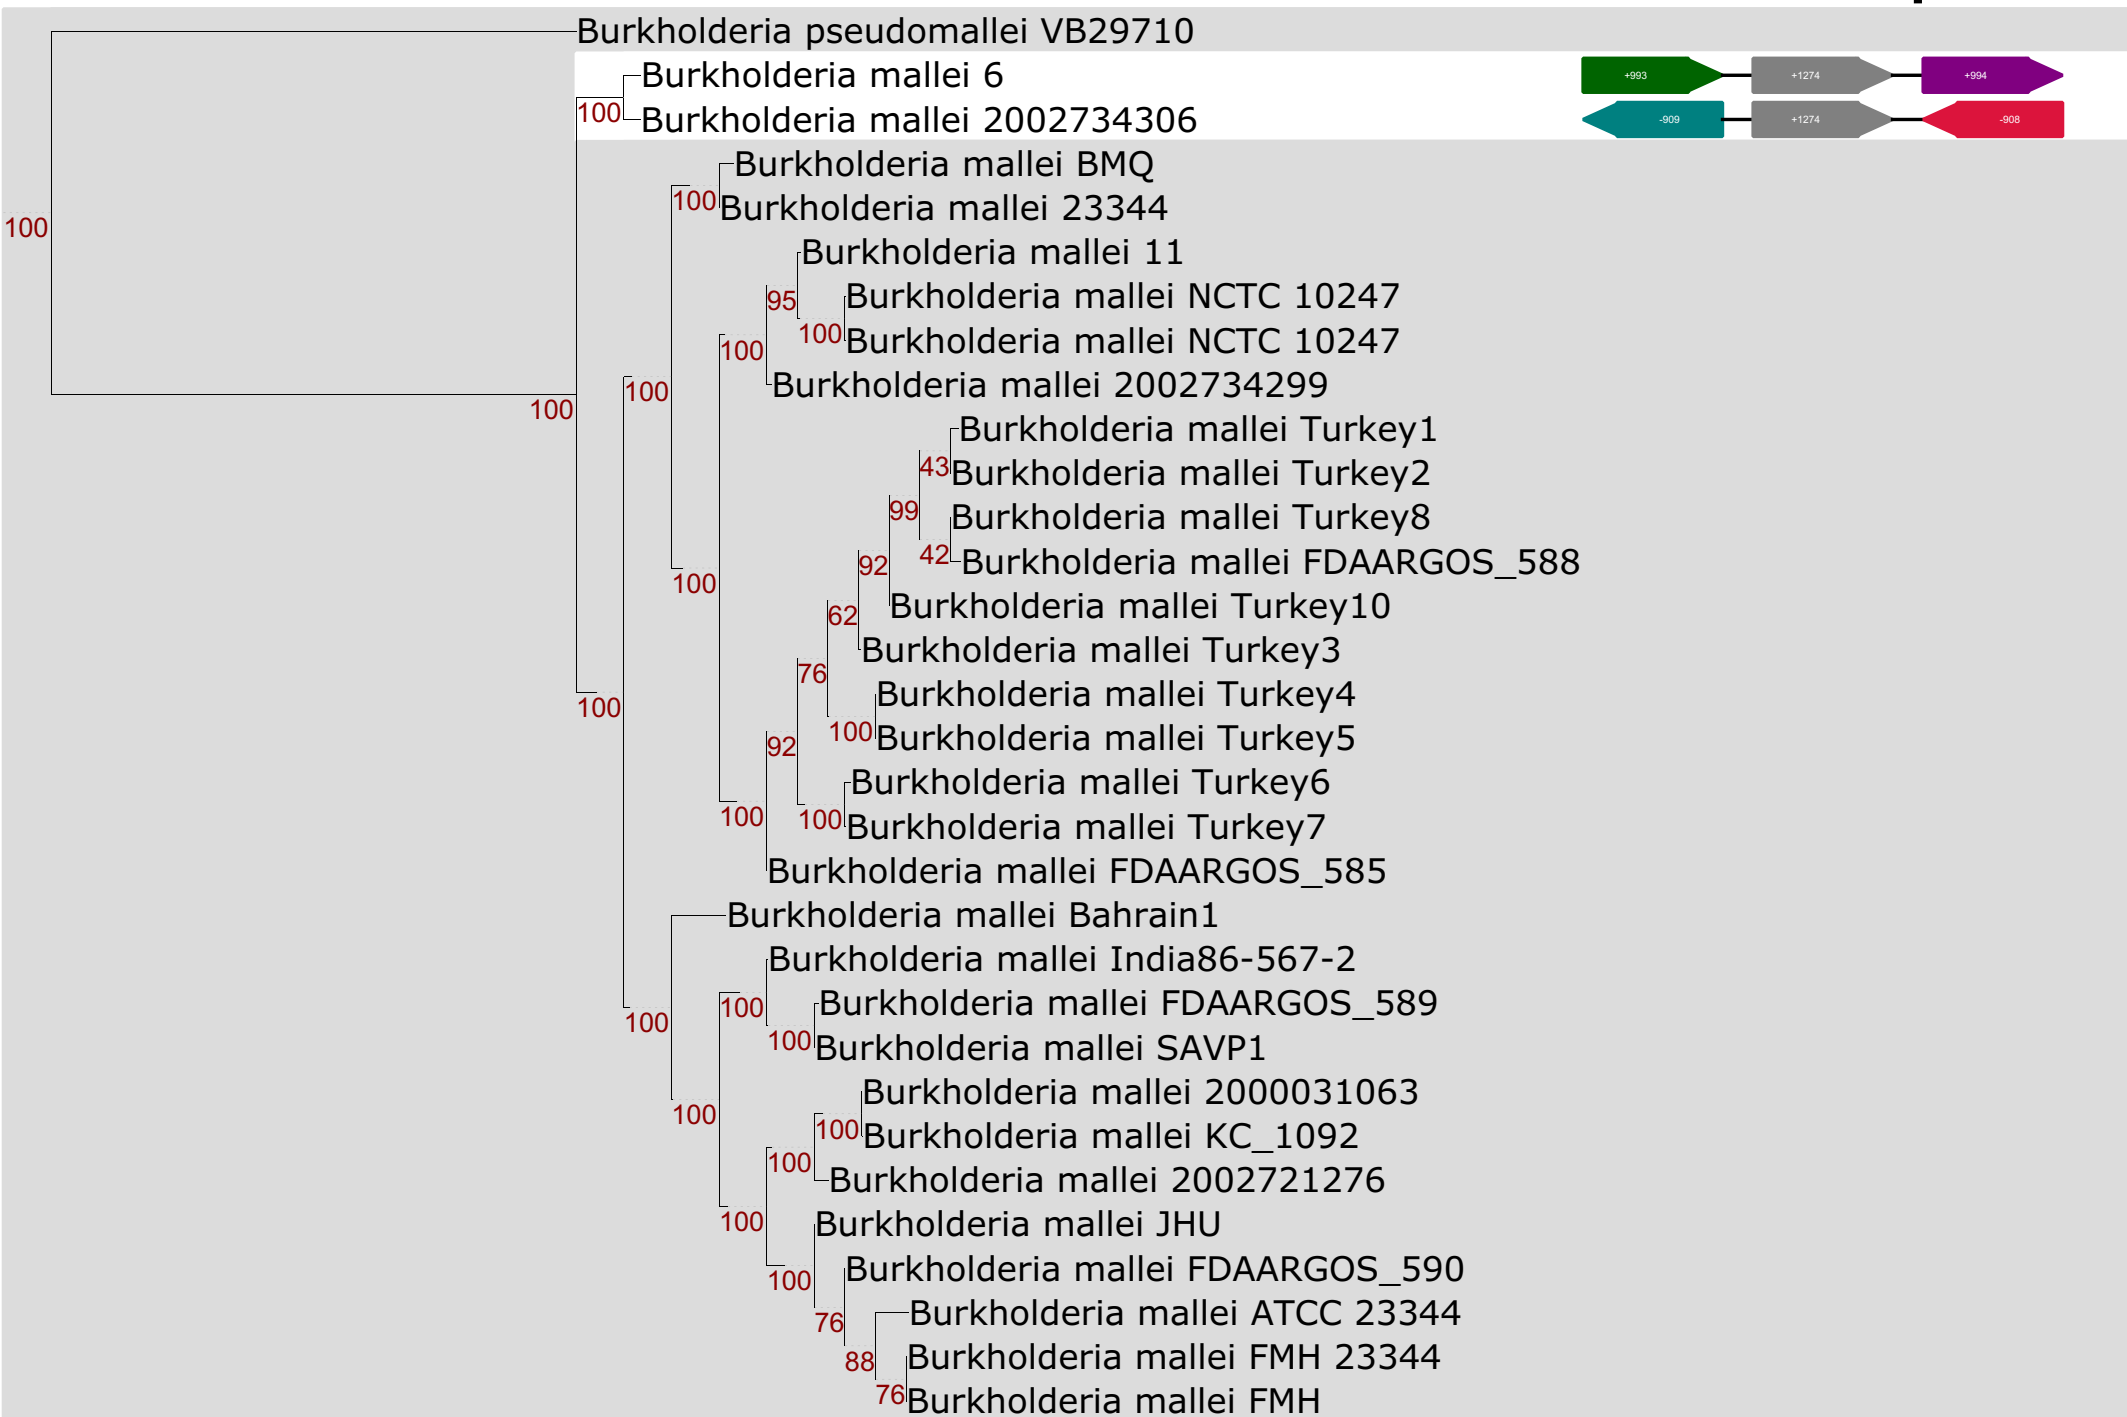 Burkholderia pseudomallei VB29710
Burkholderia mallei 6
+993 +1274 +994
100
Burkholderia mallei 2002734306
-909 +1274 -908
Burkholderia mallei BMQ
100
Burkholderia mallei 23344
100
Burkholderia mallei 11
95
Burkholderia mallei NCTC 10247
100
Burkholderia mallei NCTC 10247
100
Burkholderia mallei 2002734299
100
100
Burkholderia mallei Turkey1
43
Burkholderia mallei Turkey2
99
Burkholderia mallei Turkey8
42
Burkholderia mallei FDAARGOS_588
92
100
Burkholderia mallei Turkey10
62
Burkholderia mallei Turkey3
76
Burkholderia mallei Turkey4
100
100
Burkholderia mallei Turkey5
92
Burkholderia mallei Turkey6
100
100
Burkholderia mallei Turkey7
Burkholderia mallei FDAARGOS_585
Burkholderia mallei Bahrain1
Burkholderia mallei India86-567-2
100
Burkholderia mallei FDAARGOS_589
100
100
Burkholderia mallei SAVP1
Burkholderia mallei 2000031063
100
100
Burkholderia mallei KC_1092
100
Burkholderia mallei 2002721276
100
Burkholderia mallei JHU
100
Burkholderia mallei FDAARGOS_590
76
Burkholderia mallei ATCC 23344
88
Burkholderia mallei FMH 23344
76
Burkholderia mallei FMH